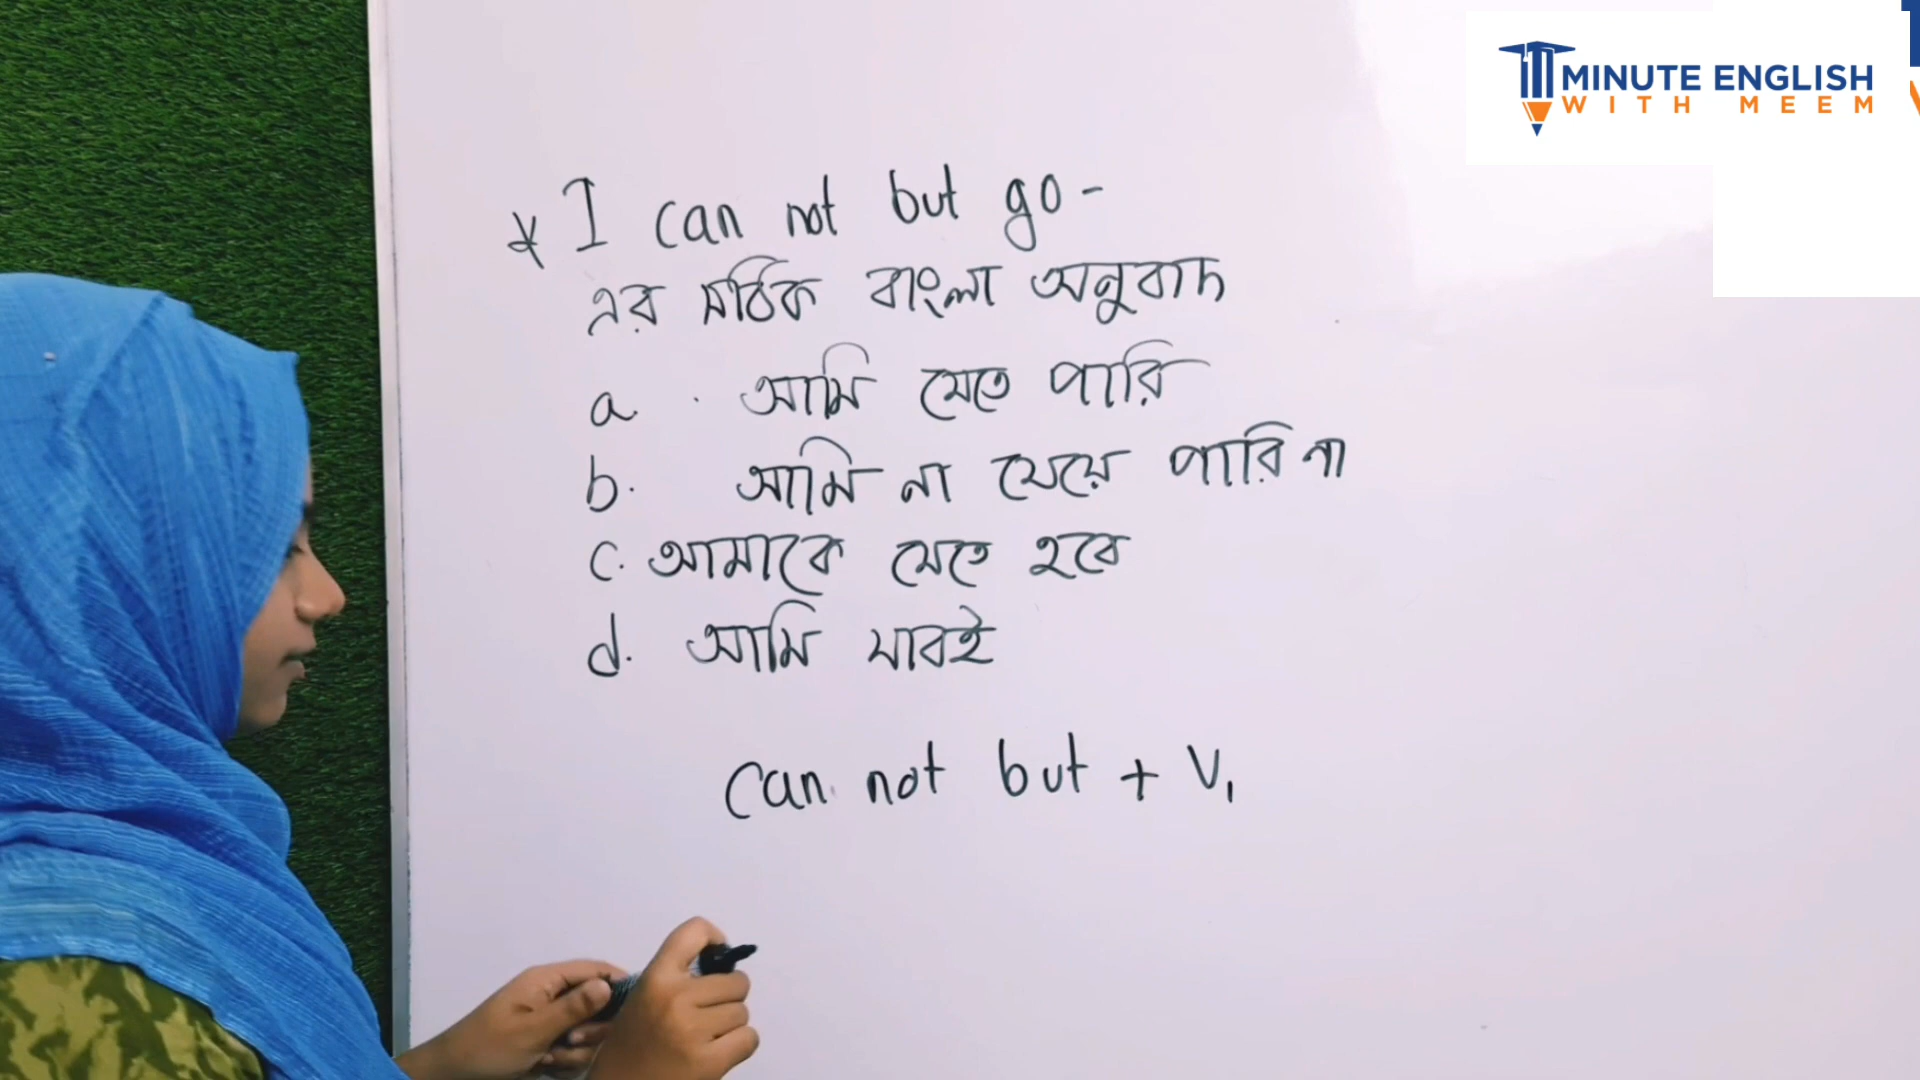 MINUTE ENGLISH
WITH MEEM
* I can not but go -
এর সঠিক বাংলা অনুবাদ
a. আমি যেতে পারি
b. আমি না যেয়ে পারি না
c. আমাকে যেতে হবে
d. আমি যাবই
can not but + V₁